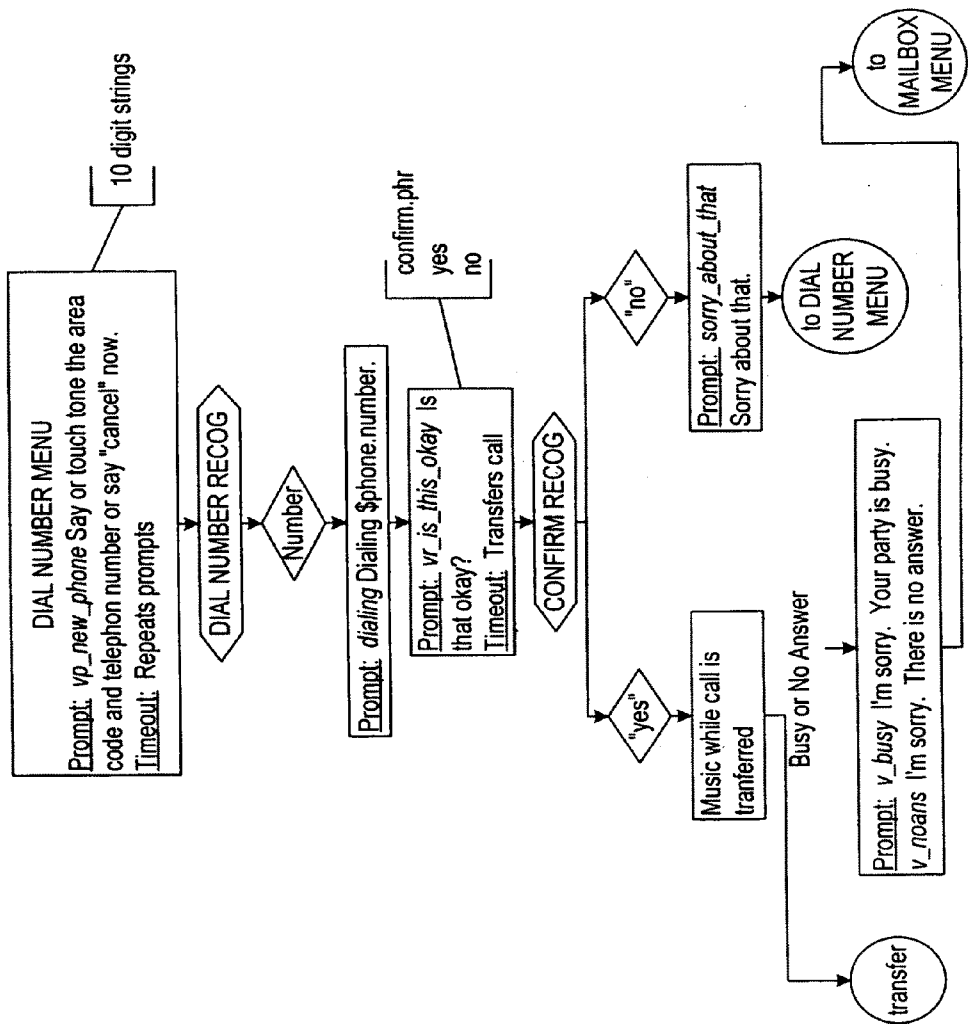 DIAL NUMBER MENU
Prompt: vp_new_phone Say or touch tone the area
code and telephon number or say "cancel" now.
Timeout: Repeats prompts
10 digit strings
DIAL NUMBER RECOG
Number
Prompt: dialing Dialing $phone.number.
Prompt: vr_is_this_okay Is
that okay?
Timeout: Transfers call
confirm.phr
yes
no
CONFIRM RECOG
"yes"
"no"
Music while call is
tranferred
Prompt: sorry_about_that
Sorry about that.
Busy or No Answer
to DIAL
NUMBER
MENU
Prompt: v_busy I'm sorry. Your party is busy.
v_noans I'm sorry. There is no answer.
transfer
to
MAILBOX
MENU